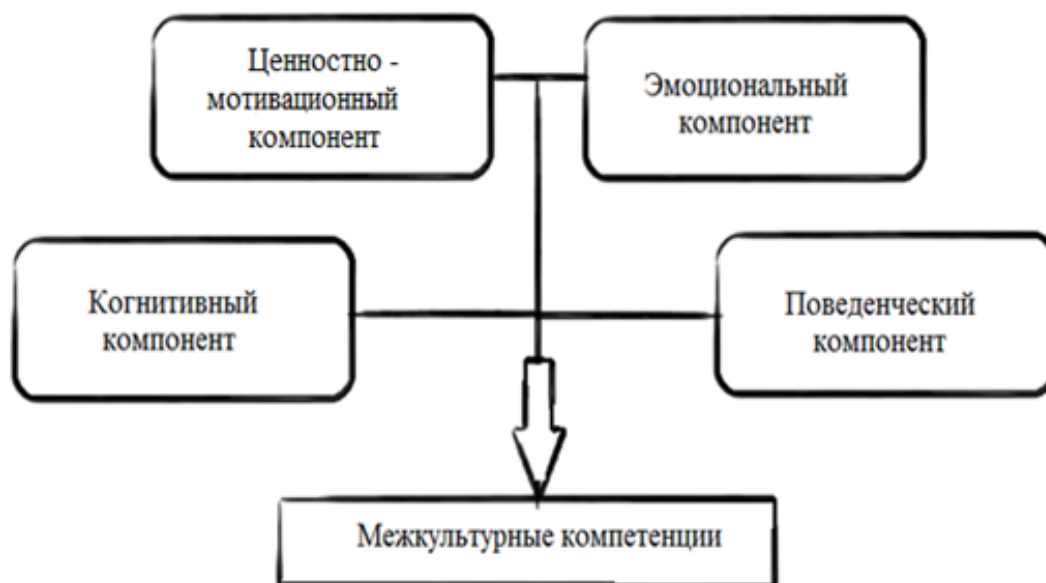 Ценностно -
мотивационный
компонент
Эмоциональный
компонент
Когнитивный
компонент
Поведенческий
компонент
Межкультурные компетенции